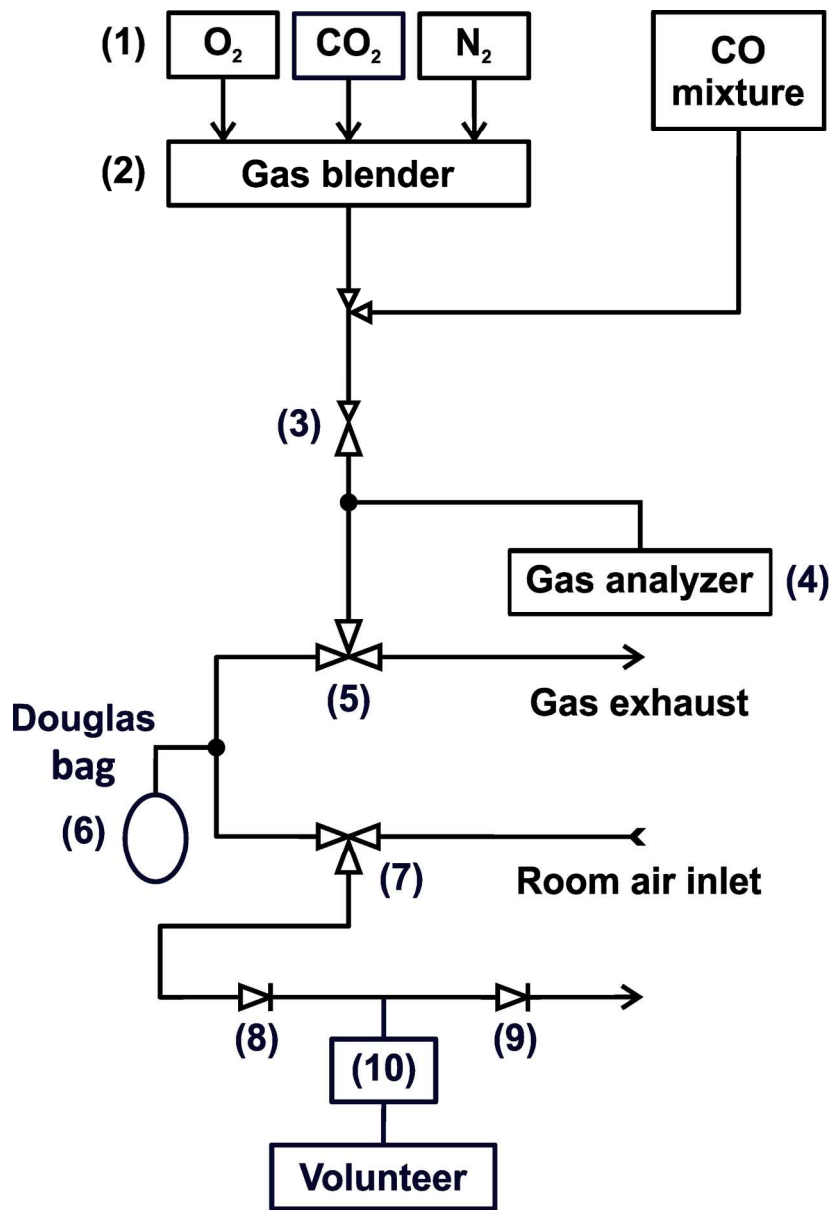 (1)
O₂
CO₂
N₂
CO
mixture
(2)
Gas blender
(3)
Gas analyzer
(4)
(5)
Gas exhaust
Douglas
bag
(6)
(7)
Room air inlet
(8)
(9)
(10)
Volunteer